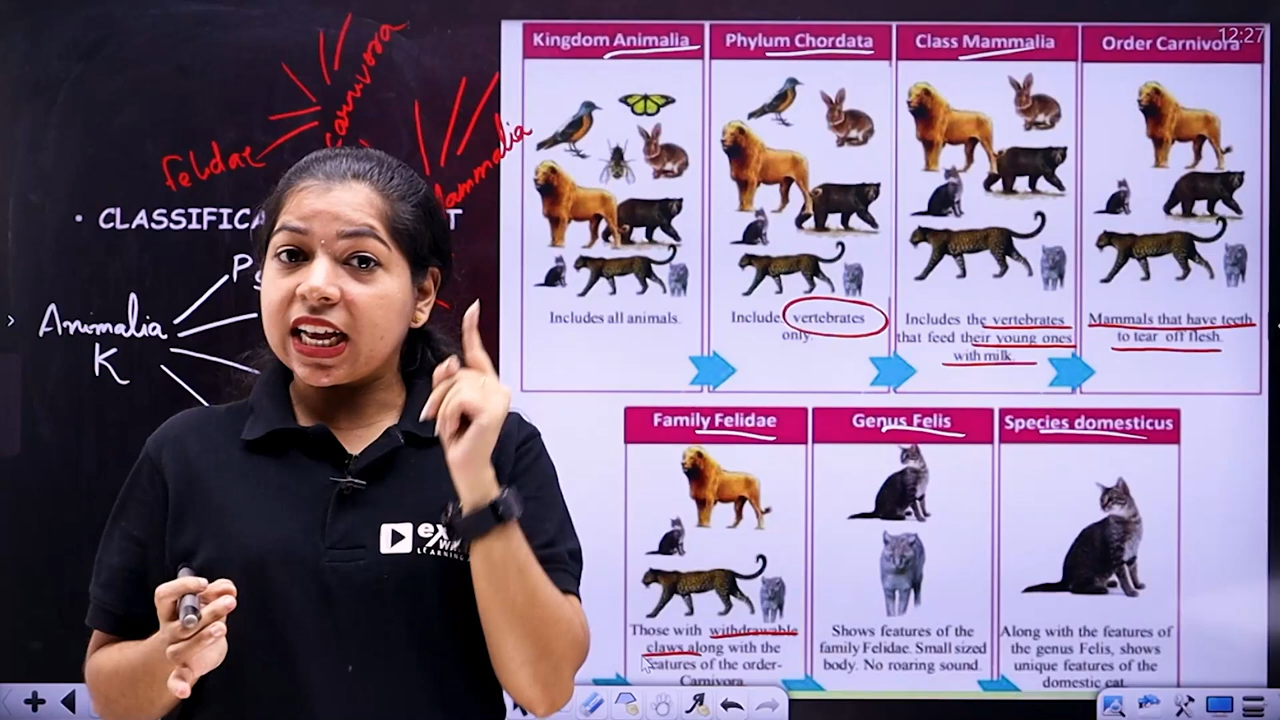 12:27
Kingdom Animalia
Includes all animals.
Phylum Chordata
Include vertebrates
only.
Class Mammalia
Includes the vertebrates
that feed their young ones
with milk.
Order Carnivora
Mammals that have teeth
to tear off flesh.
Family Felidae
Those with withdrawable
claws along with the
features of the order-
Carnivora
Genus Felis
Shows features of the
family Felidae. Small sized
body. No roaring sound.
Species domesticus
Along with the features of
the genus Felis, shows
unique features of the
domestic cat
carnivora
Felidae
Mammalia
• CLASSIFICA
Animalia
K
LEARNING